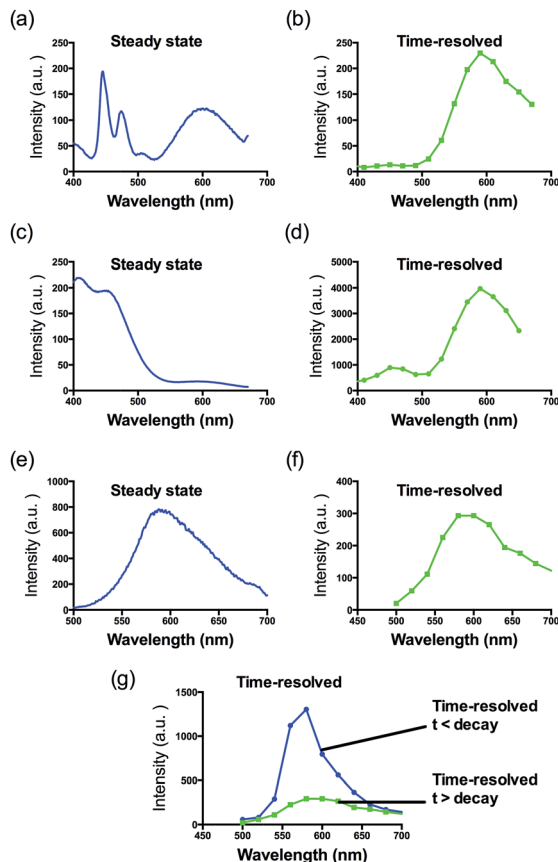 (a)
Steady state
Intensity (a.u. )
250
200
150
100
50
0
400
500
600
700
Wavelength (nm)
(b)
Time-resolved
Intensity (a.u. )
250
200
150
100
50
0
400
500
600
700
Wavelength (nm)
(c)
Steady state
Intensity (a.u. )
250
200
150
100
50
0
400
500
600
700
Wavelength (nm)
(d)
Time-resolved
Intensity (a.u. )
5000
4000
3000
2000
1000
0
400
500
600
700
Wavelength (nm)
(e)
Steady state
Intensity (a.u. )
1000
800
600
400
200
0
500
550
600
650
700
Wavelength (nm)
(f)
Time-resolved
Intensity (a.u. )
400
300
200
100
0
450
500
550
600
650
700
Wavelength (nm)
(g)
Time-resolved
Intensity (a.u. )
1500
1000
500
0
450
500
550
600
650
700
Wavelength (nm)
Time-resolved
t < decay
Time-resolved
t > decay